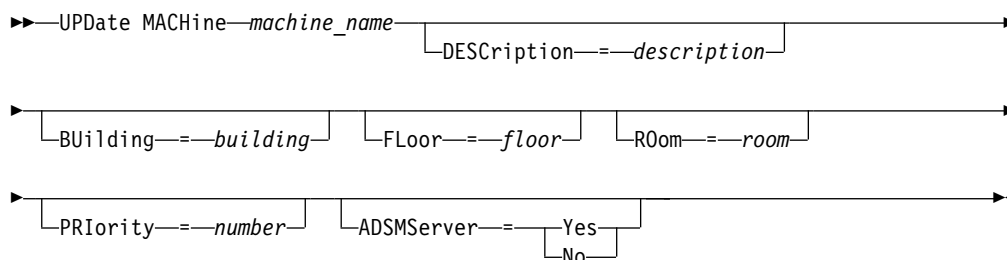 UPDate MACHine machine_name
DESCription = description
BUilding = building FLoor = floor ROom = room
PRIority = number ADSMServer = Yes
No